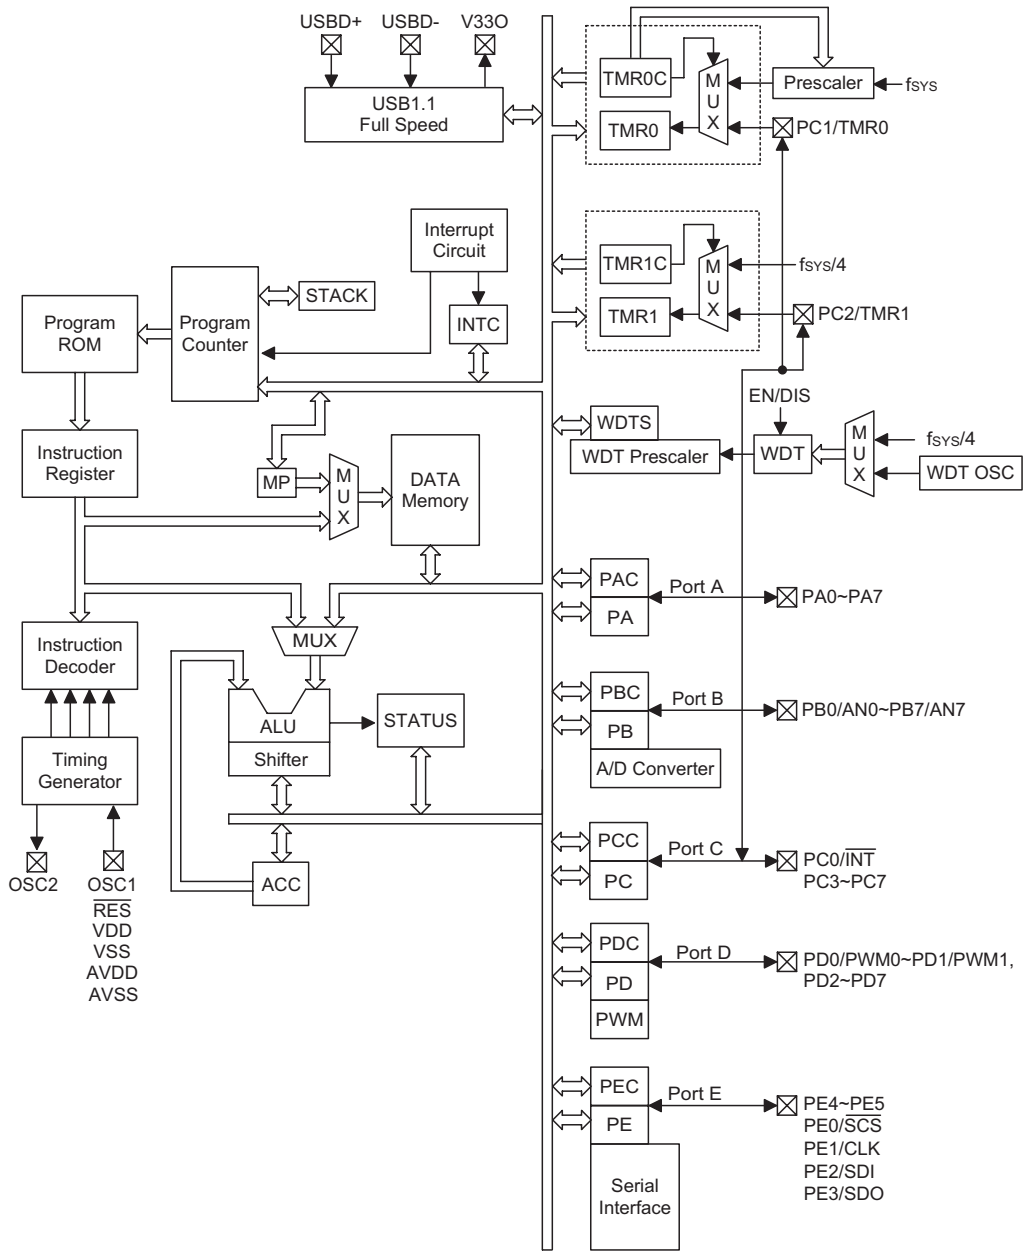 USBD+
USBD-
V33O
USB1.1
Full Speed
TMR0C
TMR0
MUX
Prescaler
fSYS
PC1/TMR0
TMR1C
TMR1
MUX
fSYS/4
PC2/TMR1
Interrupt
Circuit
INTC
STACK
Program
Counter
Program
ROM
Instruction
Register
MP
MUX
DATA
Memory
EN/DIS
WDTS
WDT Prescaler
WDT
MUX
fSYS/4
WDT OSC
PAC
PA
Port A
PA0~PA7
MUX
Instruction
Decoder
ALU
Shifter
STATUS
PBC
PB
A/D Converter
Port B
PB0/AN0~PB7/AN7
Timing
Generator
OSC2
OSC1
RES
VDD
VSS
AVDD
AVSS
ACC
PCC
PC
Port C
PC0/INT
PC3~PC7
PDC
PD
PWM
Port D
PD0/PWM0~PD1/PWM1,
PD2~PD7
PEC
PE
Serial
Interface
Port E
PE4~PE5
PE0/SCS
PE1/CLK
PE2/SDI
PE3/SDO